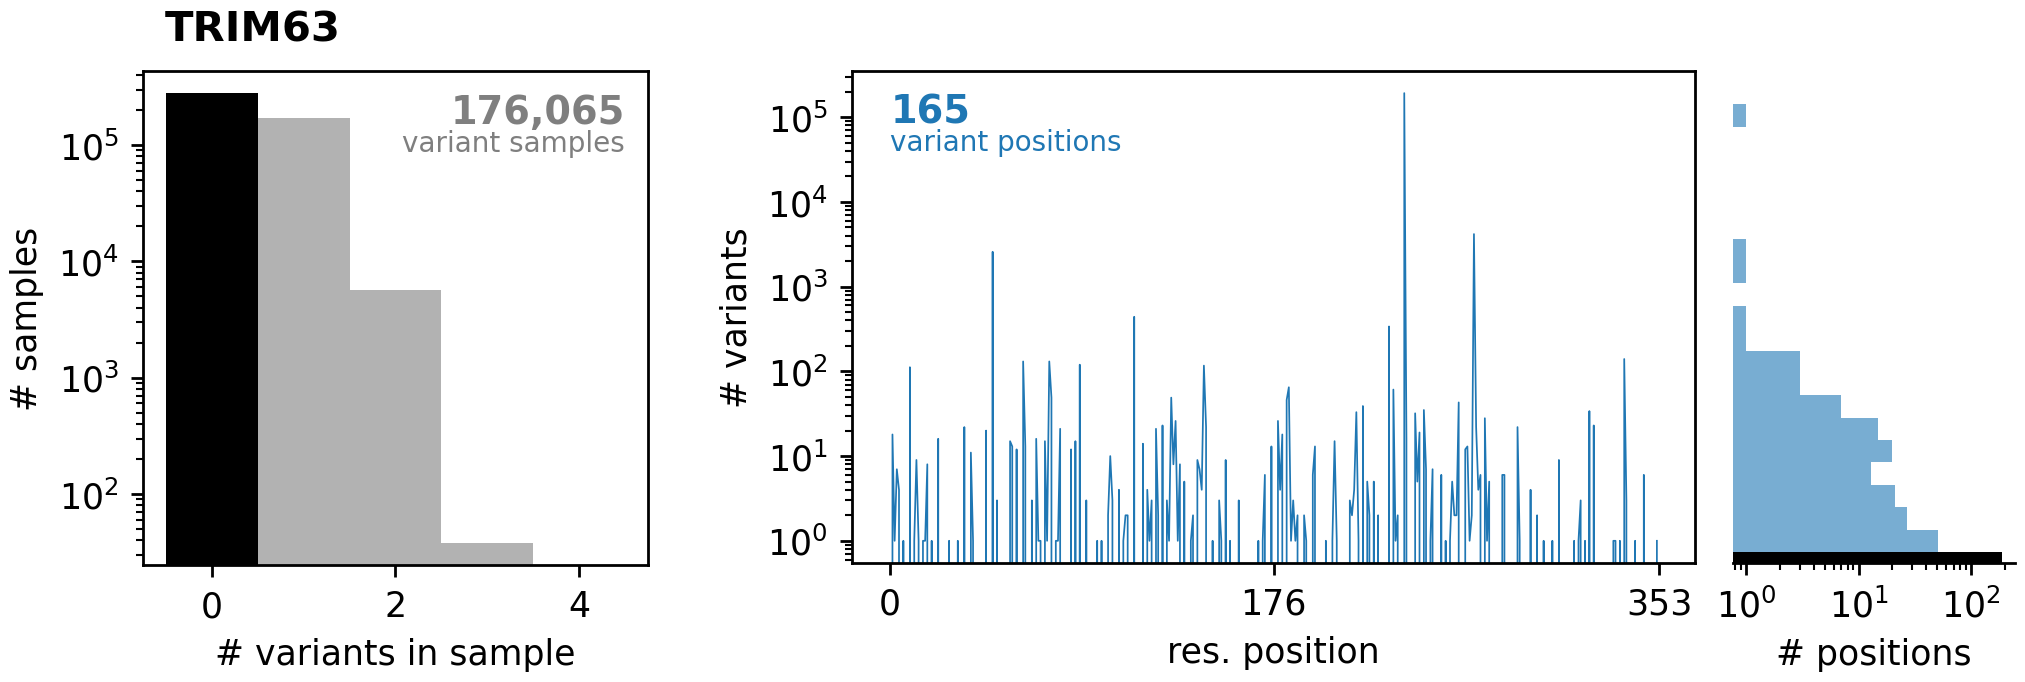 TRIM63
# samples
10^5
10^4
10^3
10^2
176,065
variant samples
0 2 4
# variants in sample
# variants
10^5
10^4
10^3
10^2
10^1
10^0
165
variant positions
0 176 353
res. position
10^0 10^1 10^2
# positions